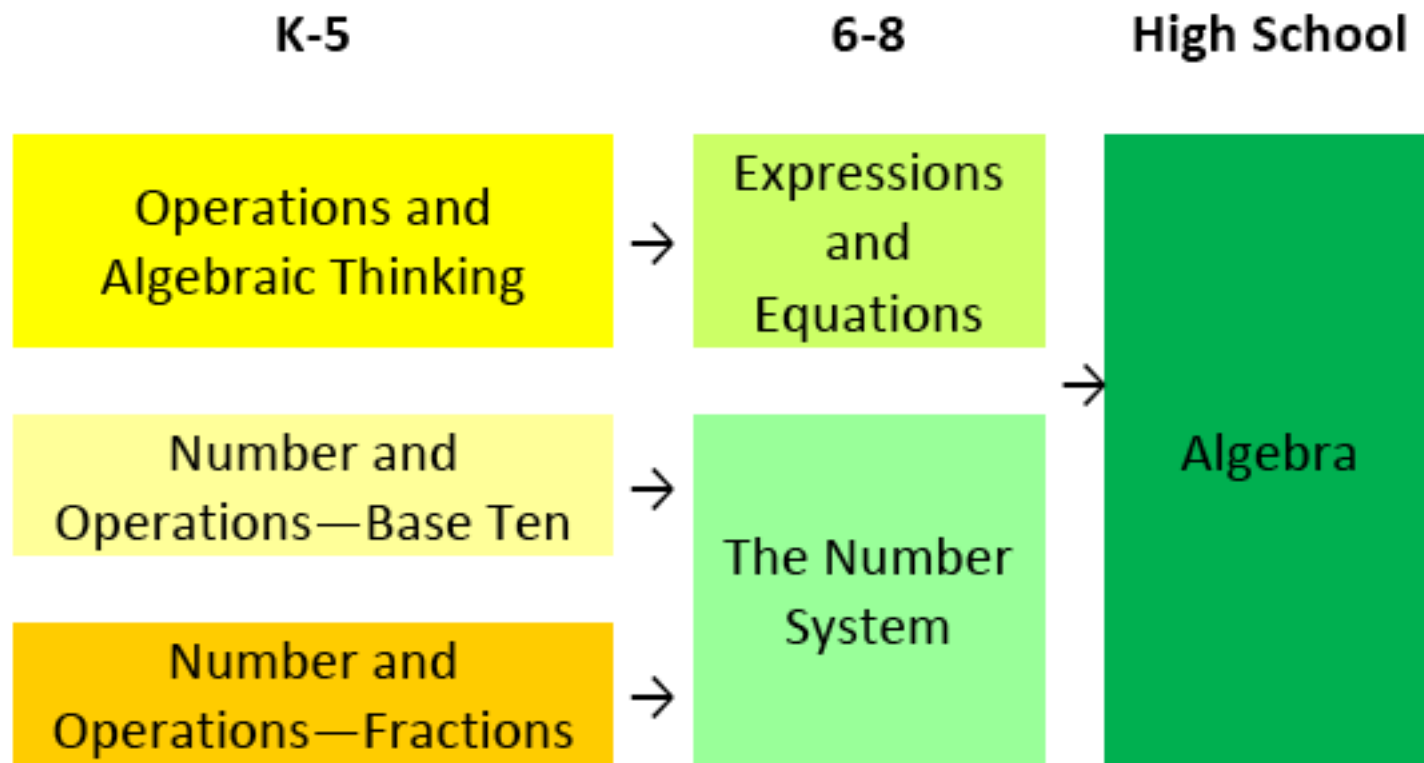 K-5
6-8
High School
Operations and
Algebraic Thinking
→
Expressions
and
Equations
→
Number and
Operations—Base Ten
→
The Number
System
Algebra
Number and
Operations—Fractions
→